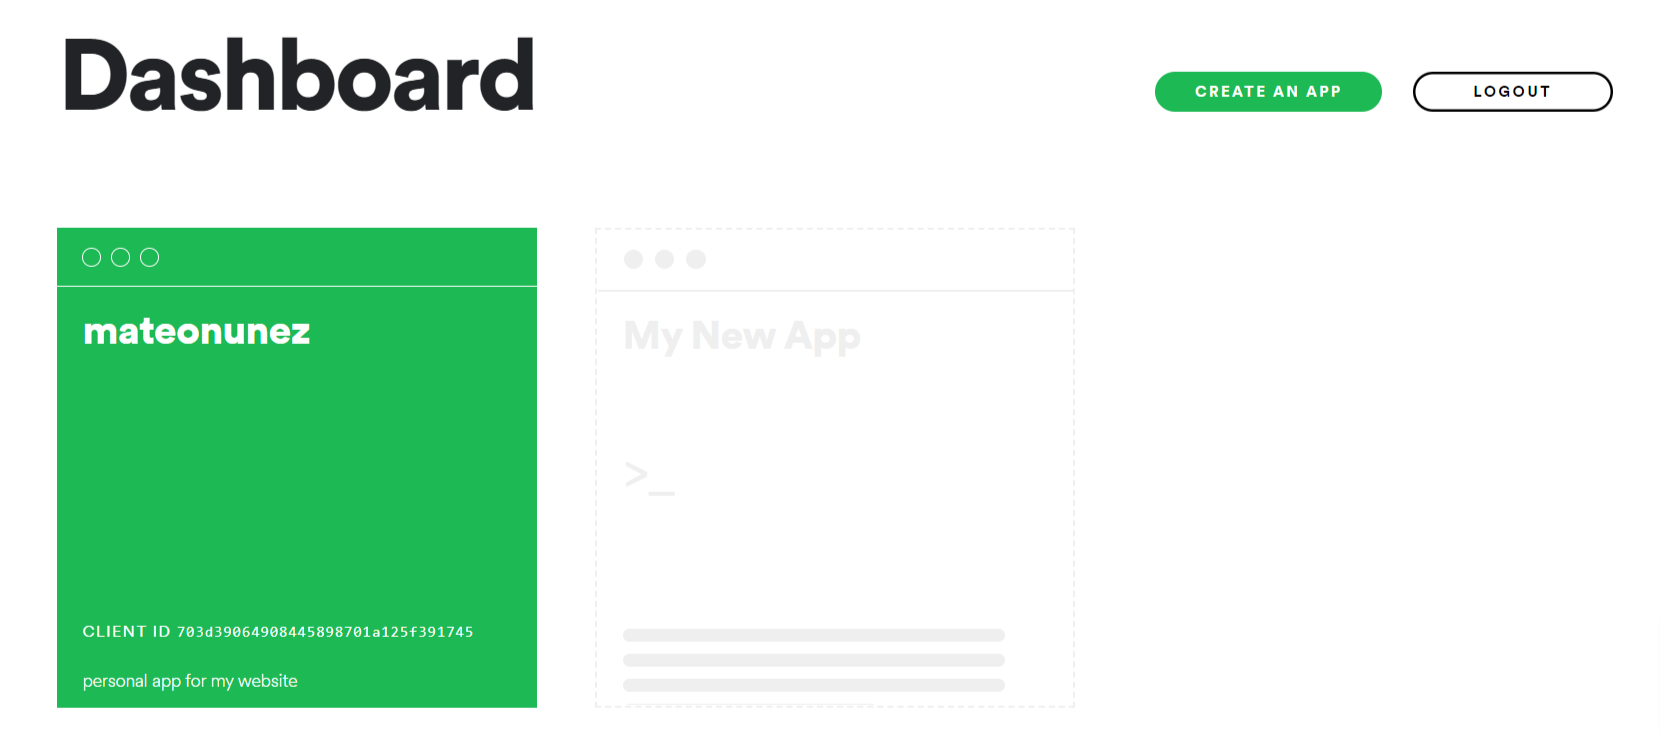 Dashboard
CREATE AN APP
LOGOUT
mateonunez
CLIENT ID 703d39064908445898701a125f391745
personal app for my website
My New App
>_